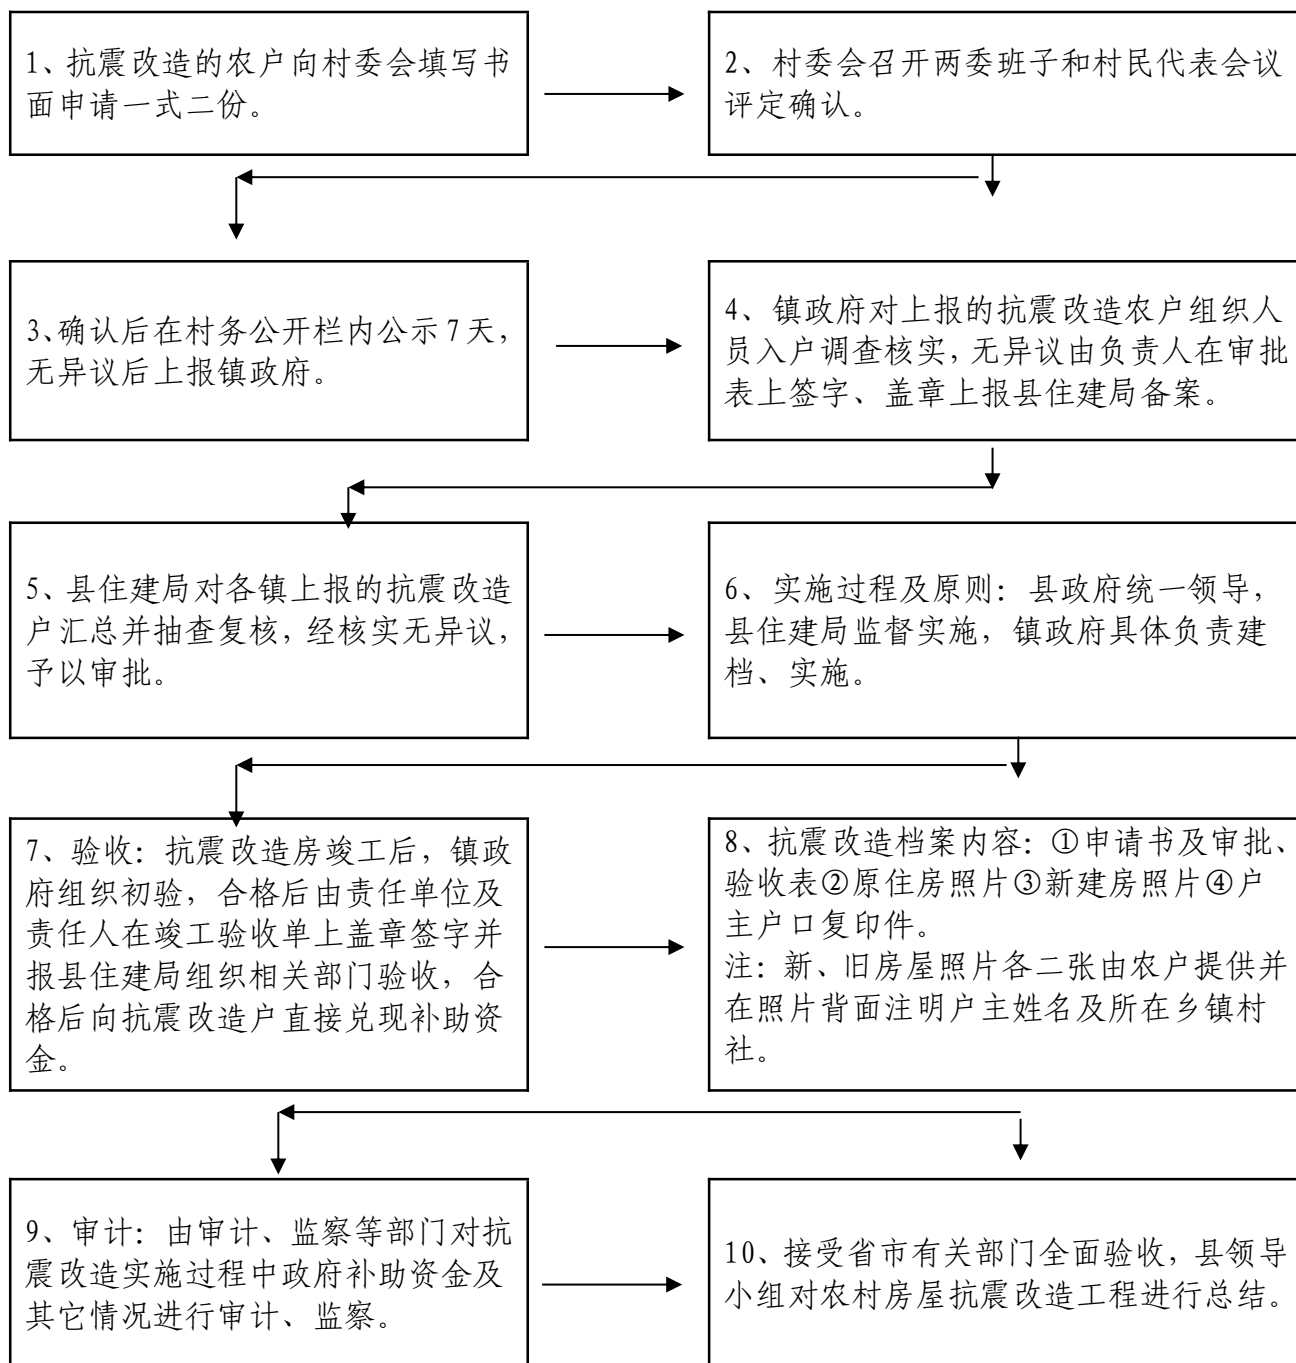 1、抗震改造的农户向村委会填写书
面申请一式二份。
2、村委会召开两委班子和村民代表会议
评定确认。
3、确认后在村务公开栏内公示7天，
无异议后上报镇政府。
4、镇政府对上报的抗震改造农户组织人
员入户调查核实，无异议由负责人在审批
表上签字、盖章上报县住建局备案。
5、县住建局对各镇上报的抗震改造
户汇总并抽查复核，经核实无异议，
予以审批。
6、实施过程及原则：县政府统一领导，
县住建局监督实施，镇政府具体负责建
档、实施。
7、验收：抗震改造房竣工后，镇政
府组织初验，合格后由责任单位及
责任人在竣工验收单上盖章签字并
报县住建局组织相关部门验收，合
格后向抗震改造户直接兑现补助资
金。
8、抗震改造档案内容：①申请书及审批、
验收表②原住房照片③新建房照片④户
主户口复印件。
注：新、旧房屋照片各二张由农户提供并
在照片背面注明户主姓名及所在乡镇村
社。
9、审计：由审计、监察等部门对抗
震改造实施过程中政府补助资金及
其它情况进行审计、监察。
10、接受省市有关部门全面验收，县领导
小组对农村房屋抗震改造工程进行总结。